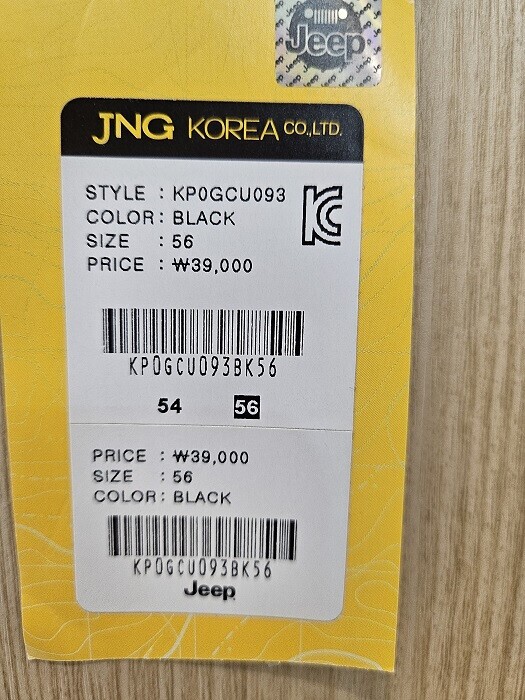 Jeep
JNG KOREA CO.,LTD.
STYLE : KP0GCU093
COLOR : BLACK
SIZE : 56
PRICE : ₩39,000
KP0GCU093BK56
54 56
PRICE : ₩39,000
SIZE : 56
COLOR : BLACK
KP0GCU093BK56
Jeep